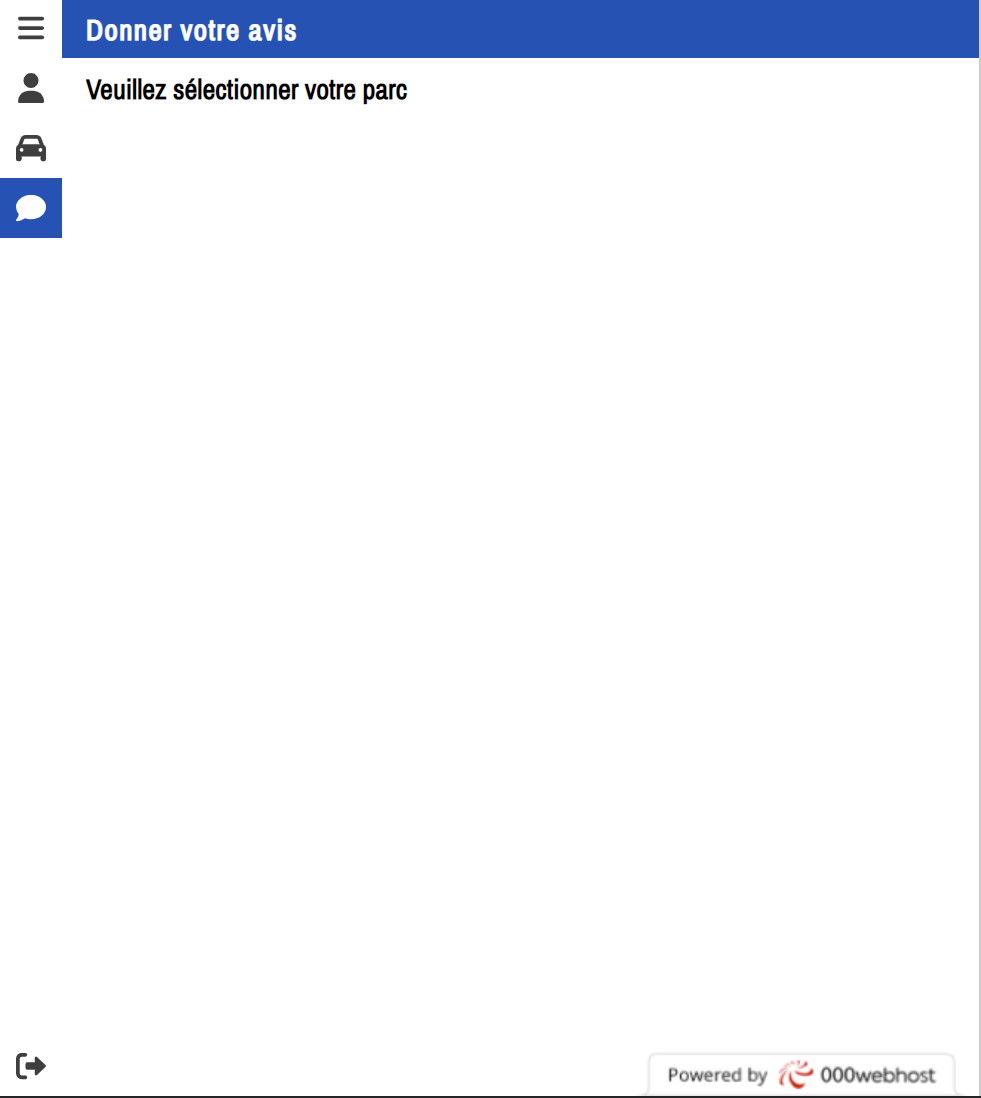 Donner votre avis
Veuillez sélectionner votre parc
Powered by 000webhost